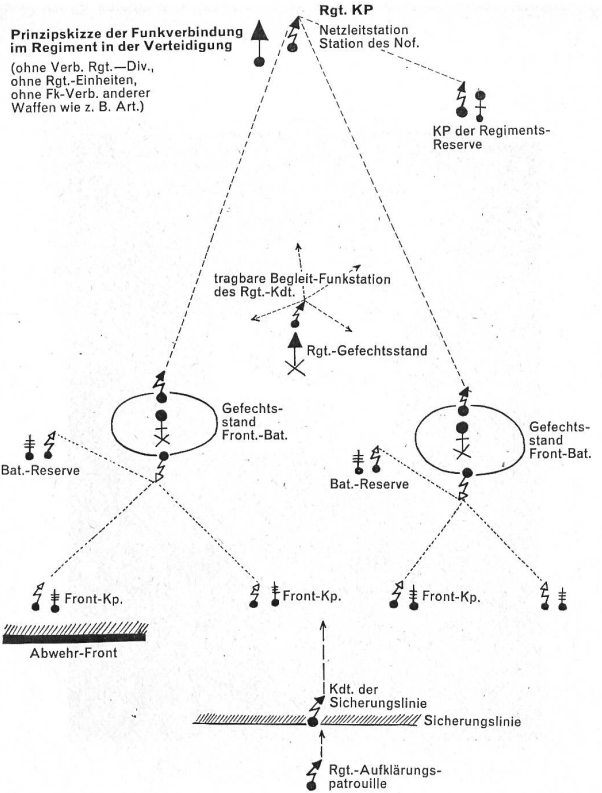 Prinzipskizze der Funkverbindung
im Regiment in der Verteidigung
(ohne Verb. Rgt.—Div.,
ohne Rgt.-Einheiten,
ohne Fk-Verb. anderer
Waffen wie z. B. Art.)
Rgt. KP
Netzleitstation
Station des Nof.
KP der Regiments-
Reserve
tragbare Begleit-Funkstation
des Rgt.-Kdt.
Rgt.-Gefechtsstand
Gefechts-
stand
Front.-Bat.
Gefechts-
stand
Front-Bat.
Bat.-Reserve
Bat.-Reserve
Front-Kp.
Front-Kp.
Front-Kp.
Abwehr-Front
Kdt. der
Sicherungslinie
Sicherungslinie
Rgt.-Aufklärungs-
patrouille